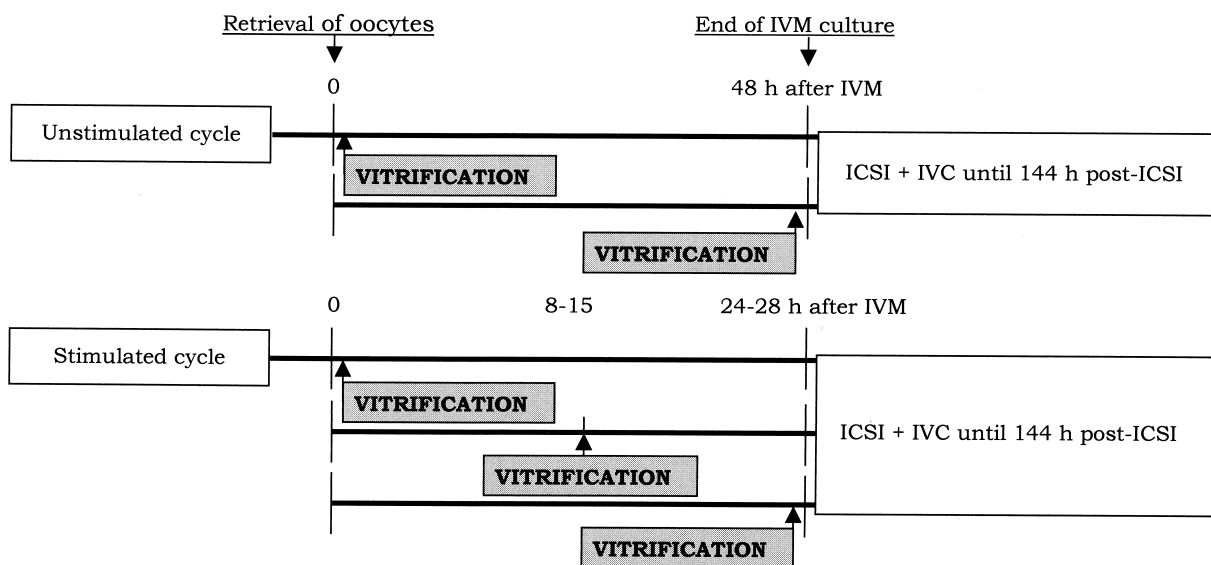 Retrieval of oocytes
End of IVM culture
0
48 h after IVM
Unstimulated cycle
VITRIFICATION
ICSI + IVC until 144 h post-ICSI
VITRIFICATION
0
8-15
24-28 h after IVM
Stimulated cycle
VITRIFICATION
ICSI + IVC until 144 h post-ICSI
VITRIFICATION
VITRIFICATION